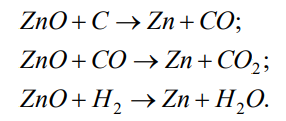 ZnO + C → Zn + CO;
ZnO + CO → Zn + CO₂;
ZnO + H₂ → Zn + H₂O.